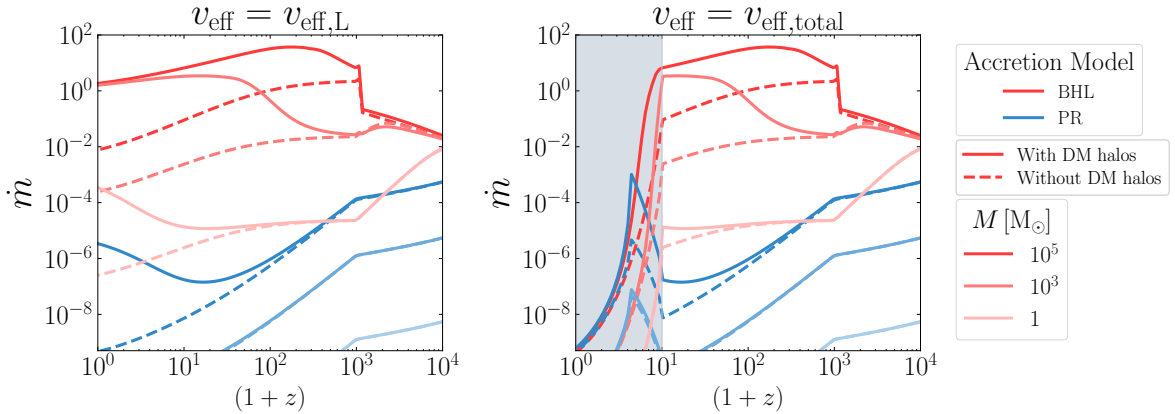 v_eff = v_eff,L
10^2
10^0
10^−2
10^−4
10^−6
10^−8
ṁ
10^0 10^1 10^2 10^3 10^4
(1 + z)
v_eff = v_eff,total
10^2
10^0
10^−2
10^−4
10^−6
10^−8
ṁ
10^0 10^1 10^2 10^3 10^4
(1 + z)
Accretion Model
BHL
PR
With DM halos
Without DM halos
M [M_⊙]
10^5
10^3
1